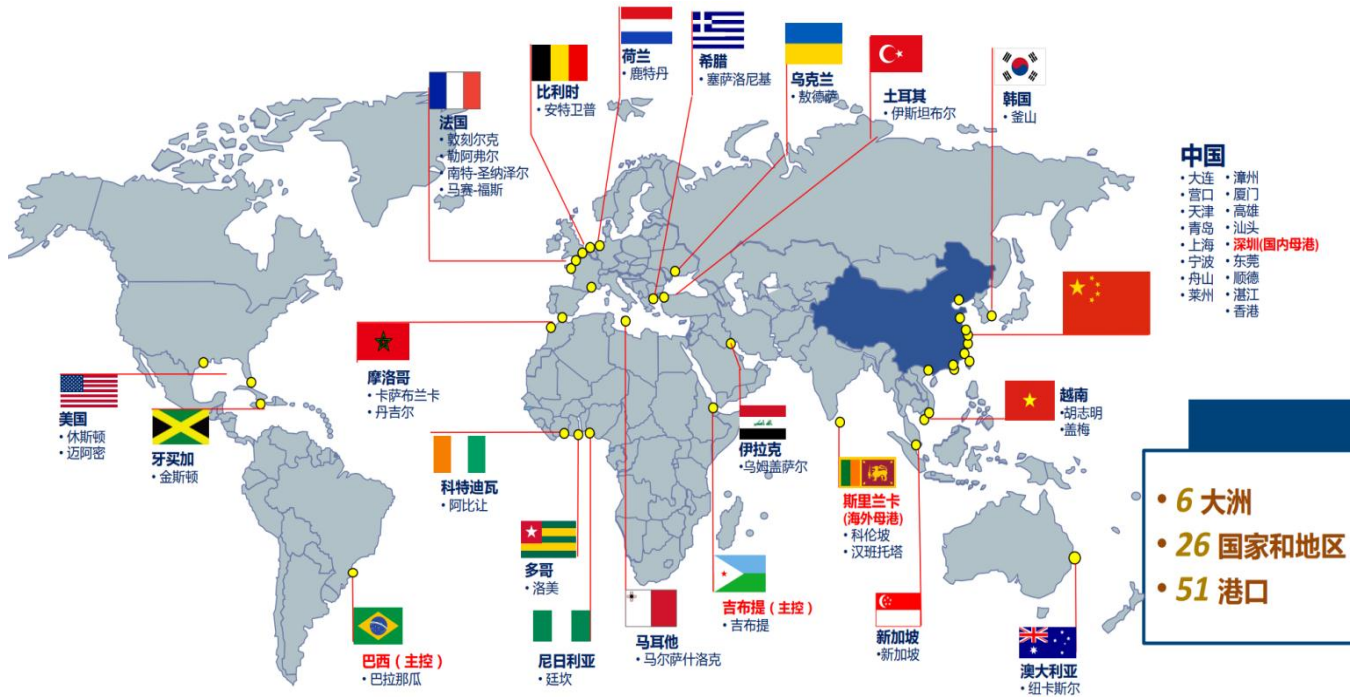 法国
• 敦刻尔克
• 勒阿弗尔
• 南特-圣纳泽尔
• 马赛-福斯
比利时
• 安特卫普
荷兰
• 鹿特丹
希腊
• 塞萨洛尼基
乌克兰
• 敖德萨
土耳其
• 伊斯坦布尔
韩国
• 釜山
中国
• 大连
• 营口
• 天津
• 青岛
• 上海
• 宁波
• 舟山
• 莱州
• 漳州
• 厦门
• 高雄
• 汕头
• 深圳(国内母港)
• 东莞
• 顺德
• 湛江
• 香港
美国
• 休斯顿
• 迈阿密
牙买加
• 金斯顿
摩洛哥
• 卡萨布兰卡
• 丹吉尔
科特迪瓦
• 阿比让
多哥
• 洛美
尼日利亚
• 廷坎
马耳他
• 马尔萨什洛克
吉布提（主控）
• 吉布提
伊拉克
• 乌姆盖萨尔
斯里兰卡
(海外母港)
• 科伦坡
• 汉班托塔
越南
• 胡志明
• 盖梅
新加坡
• 新加坡
澳大利亚
• 纽卡斯尔
巴西（主控）
• 巴拉那瓜
• 6 大洲
• 26 国家和地区
• 51 港口